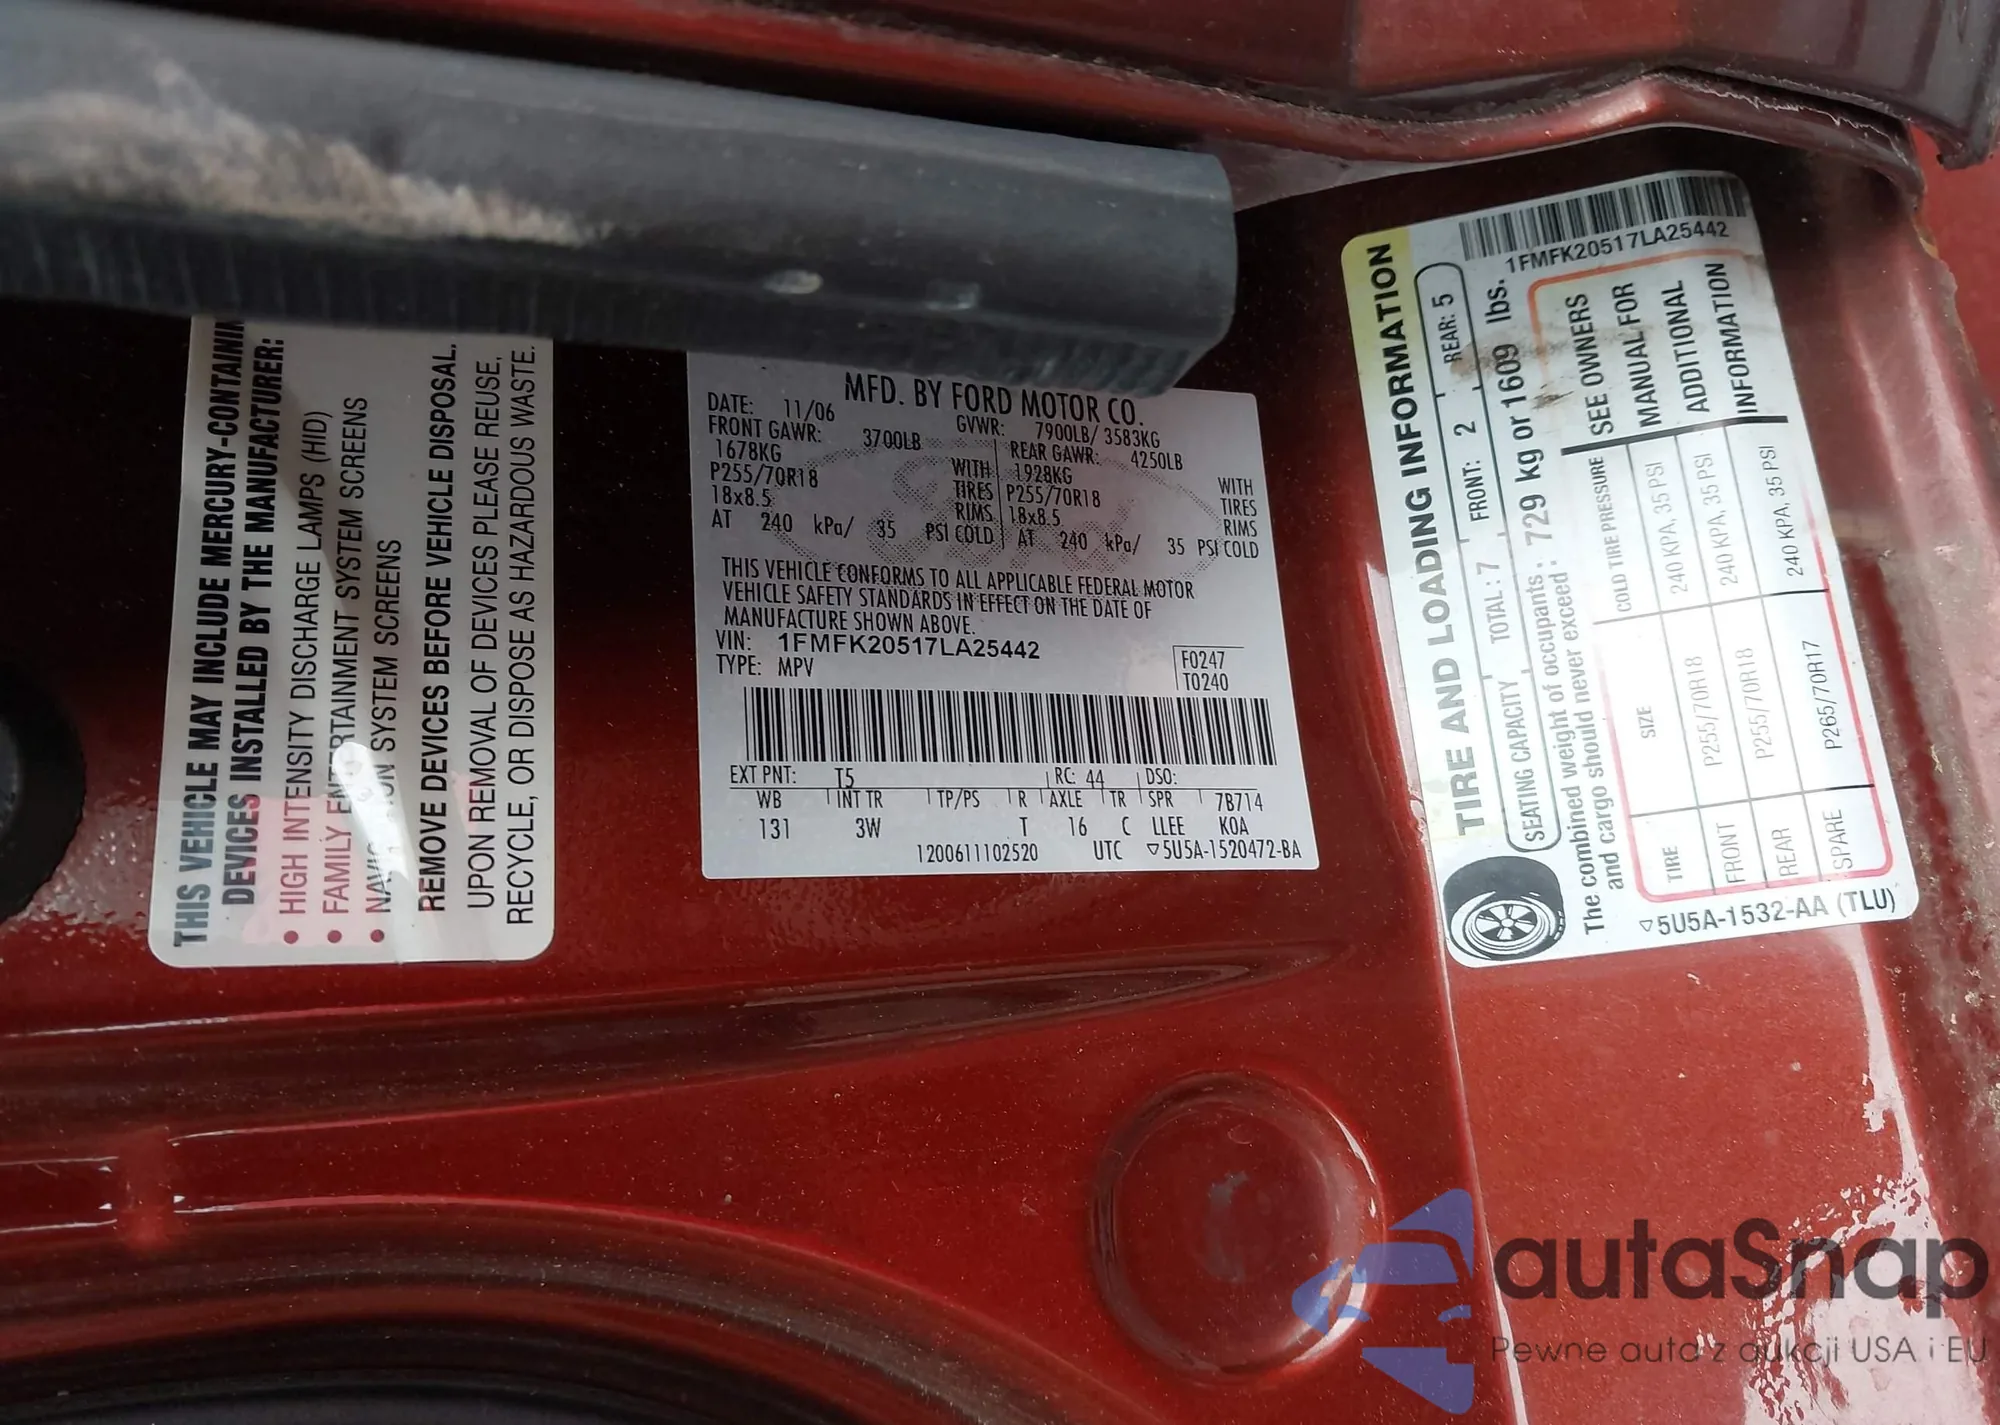 THIS VEHICLE MAY INCLUDE MERCURY-CONTAININ
DEVICES INSTALLED BY THE MANUFACTURER:
• HIGH INTENSITY DISCHARGE LAMPS (HID)
• FAMILY ENTERTAINMENT SYSTEM SCREENS
• NAVIGATION SYSTEM SCREENS
REMOVE DEVICES BEFORE VEHICLE DISPOSAL.
UPON REMOVAL OF DEVICES PLEASE REUSE,
RECYCLE, OR DISPOSE AS HAZARDOUS WASTE.
MFD. BY FORD MOTOR CO.
DATE: 11/06 GVWR: 7900LB/ 3583KG
FRONT GAWR: 3700LB REAR GAWR: 4250LB
1678KG WITH 1928KG WITH
P255/70R18 TIRES P255/70R18 TIRES
18x8.5 RIMS 18x8.5 RIMS
AT 240 kPa/ 35 PSI COLD AT 240 kPa/ 35 PSI COLD
THIS VEHICLE CONFORMS TO ALL APPLICABLE FEDERAL MOTOR
VEHICLE SAFETY STANDARDS IN EFFECT ON THE DATE OF
MANUFACTURE SHOWN ABOVE.
VIN: 1FMFK20517LA25442
TYPE: MPV
F0247
T0240
EXT PNT: T5 RC: 44 DSO:
WB INT TR TP/PS R AXLE TR SPR 7B714
131 3W T 16 C LLEE K0A
1200611102520 UTC ▽5U5A-1520472-BA
1FMFK20517LA25442
TIRE AND LOADING INFORMATION
SEATING CAPACITY TOTAL: 7 FRONT: 2 REAR: 5
The combined weight of occupants
and cargo should never exceed: 729 kg or 1609 lbs.
TIRE SIZE COLD TIRE PRESSURE
FRONT P255/70R18 240 KPA, 35 PSI
REAR P255/70R18 240 KPA, 35 PSI
SPARE P265/70R17 240 KPA, 35 PSI
SEE OWNERS
MANUAL FOR
ADDITIONAL
INFORMATION
▽5U5A-1532-AA (TLU)
autoSnap
Pewne auta z aukcji USA i EU